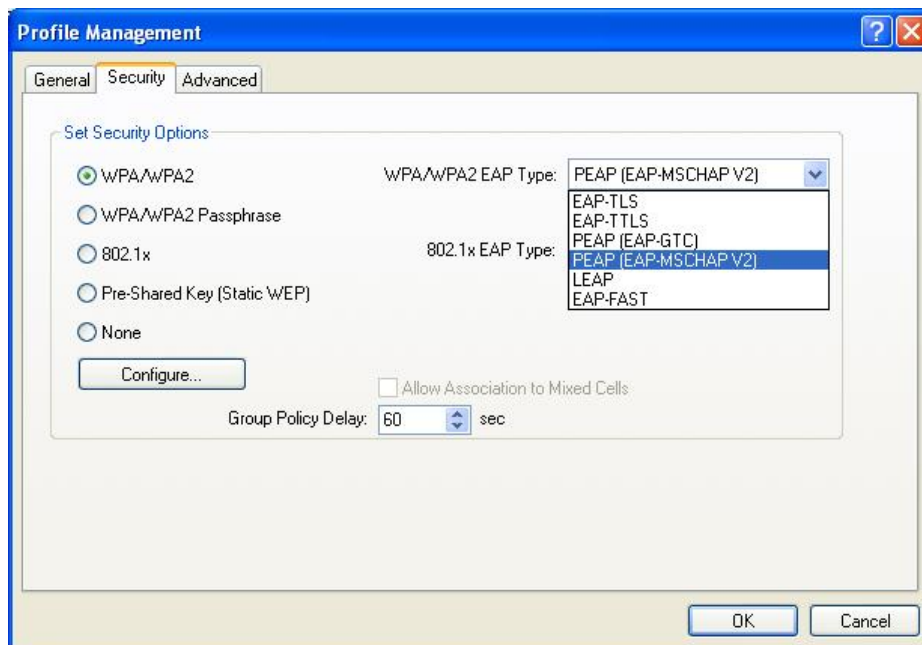 Profile Management
General Security Advanced
Set Security Options
WPA/WPA2
WPA/WPA2 EAP Type: PEAP (EAP-MSCHAP V2)
EAP-TLS
EAP-TTLS
PEAP (EAP-GTC)
PEAP (EAP-MSCHAP V2)
LEAP
EAP-FAST
WPA/WPA2 Passphrase
802.1x
802.1x EAP Type:
Pre-Shared Key (Static WEP)
None
Configure...
Allow Association to Mixed Cells
Group Policy Delay: 60 sec
OK Cancel